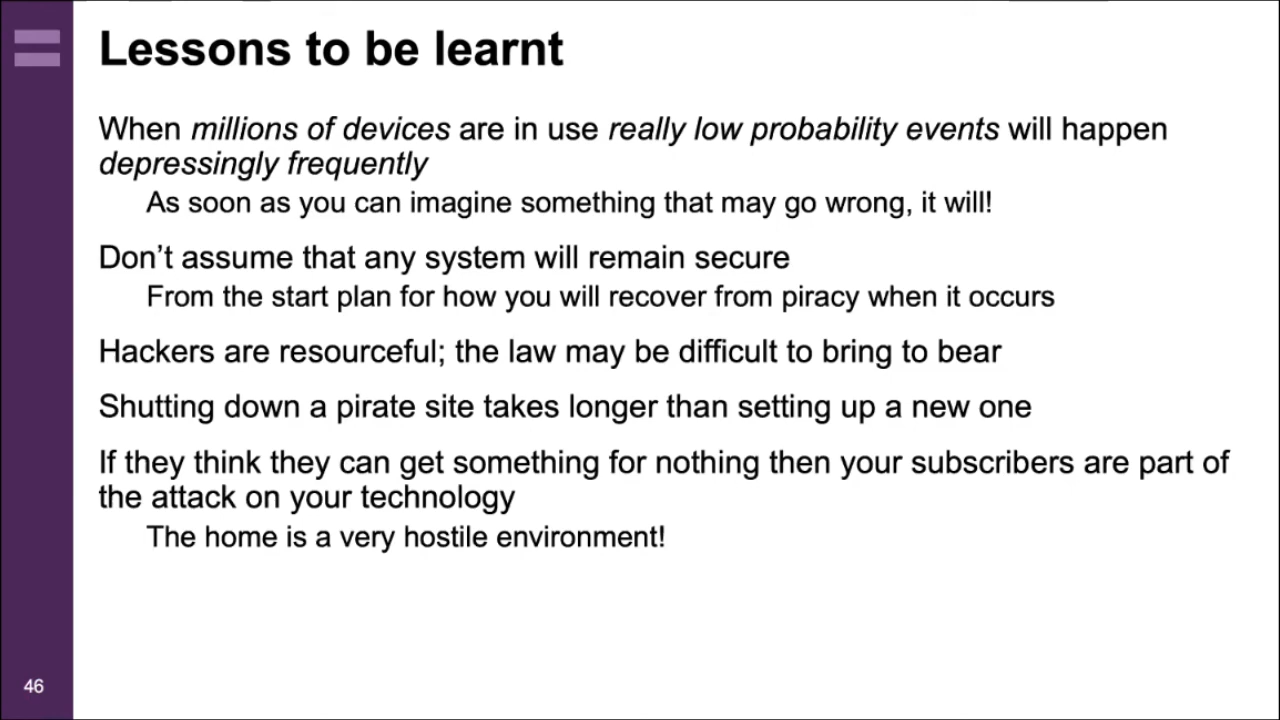 Lessons to be learnt
When millions of devices are in use really low probability events will happen
depressingly frequently
As soon as you can imagine something that may go wrong, it will!
Don’t assume that any system will remain secure
From the start plan for how you will recover from piracy when it occurs
Hackers are resourceful; the law may be difficult to bring to bear
Shutting down a pirate site takes longer than setting up a new one
If they think they can get something for nothing then your subscribers are part of
the attack on your technology
The home is a very hostile environment!
46